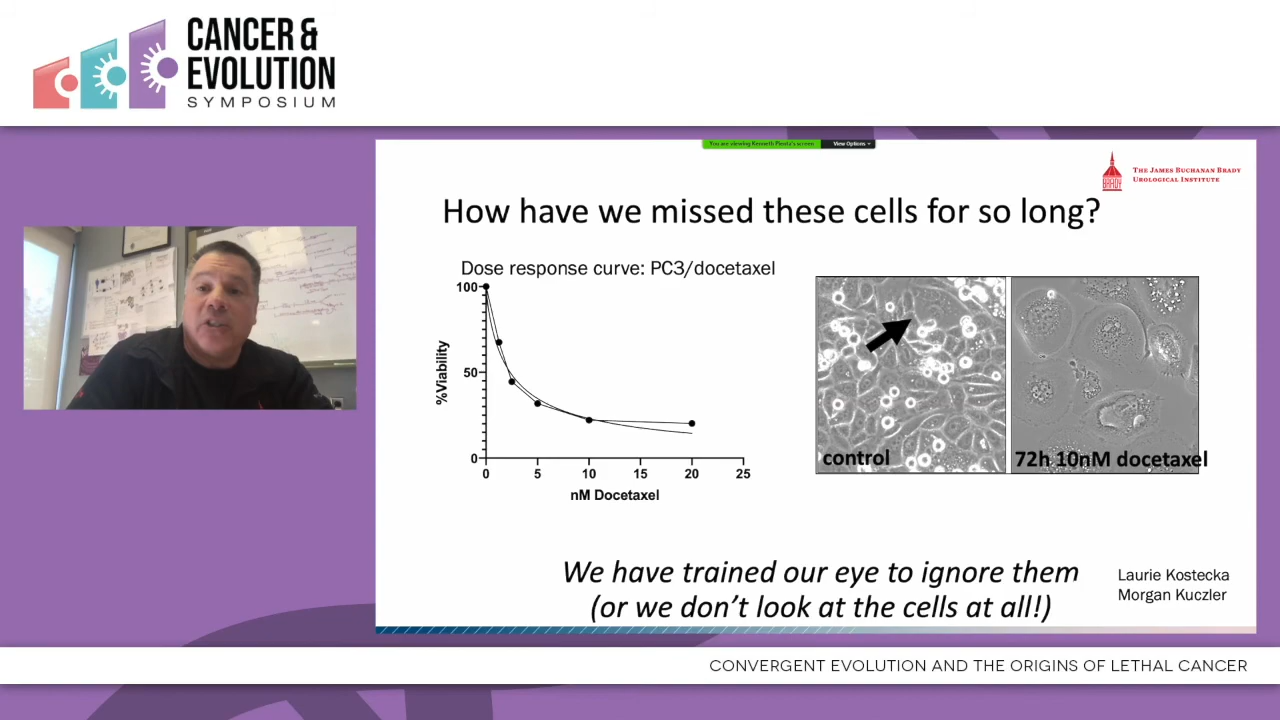 CANCER &
EVOLUTION
SYMPOSIUM
You are viewing Kenneth Pienta's screen View Options
THE JAMES BUCHANAN BRADY
UROLOGICAL INSTITUTE
BRADY
How have we missed these cells for so long?
Dose response curve: PC3/docetaxel
100
50
0
%Viability
0 5 10 15 20 25
nM Docetaxel
control
72h 10nM docetaxel
We have trained our eye to ignore them
(or we don't look at the cells at all!)
Laurie Kostecka
Morgan Kuczler
CONVERGENT EVOLUTION AND THE ORIGINS OF LETHAL CANCER